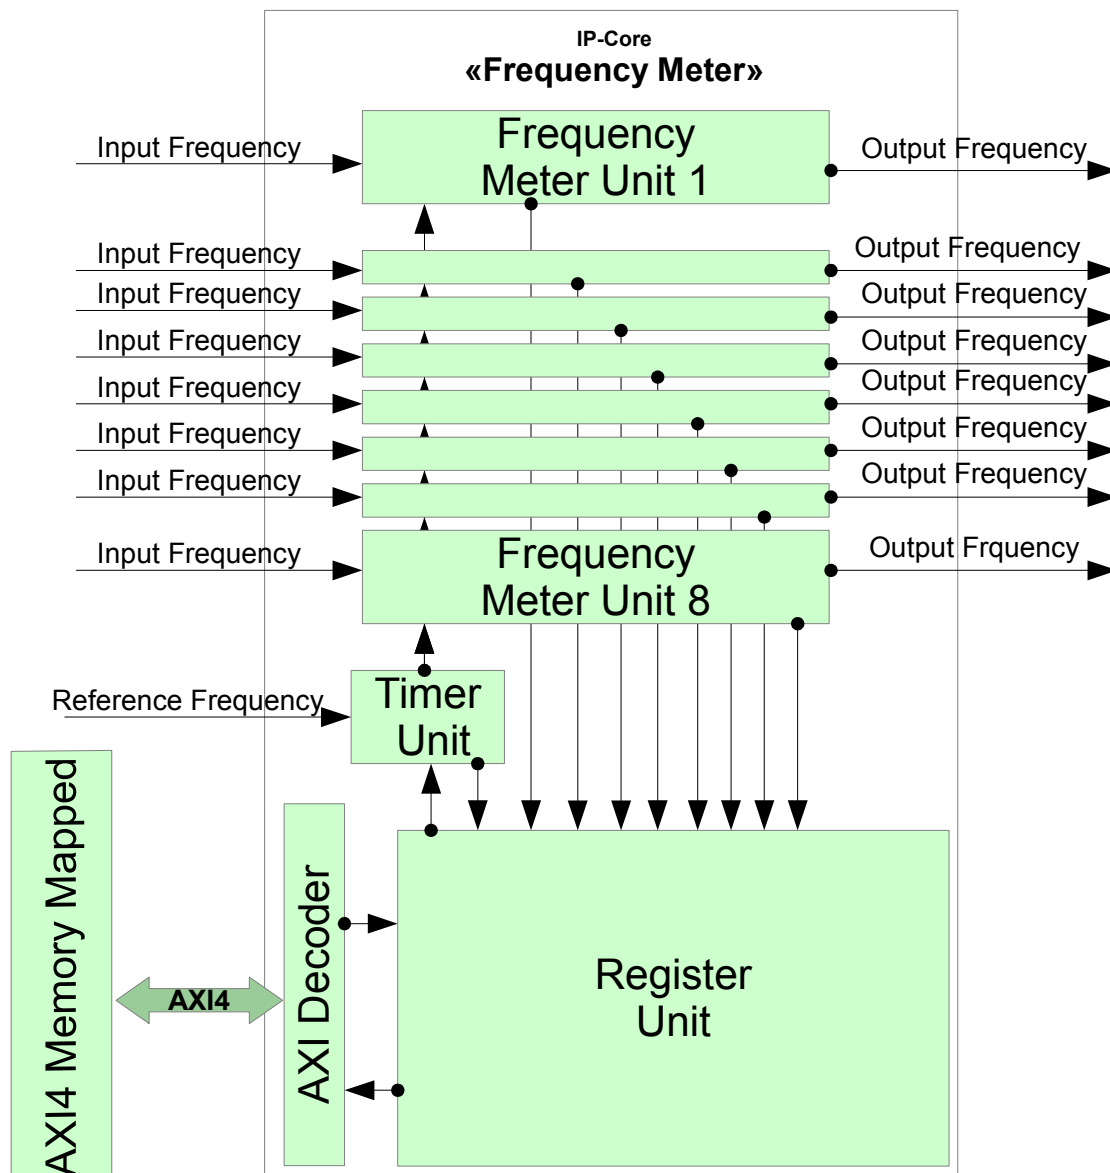 IP-Core
«Frequency Meter»
Input Frequency
Frequency
Meter Unit 1
Output Frequency
Input Frequency
Output Frequency
Input Frequency
Output Frequency
Input Frequency
Output Frequency
Input Frequency
Output Frequency
Input Frequency
Output Frequency
Input Frequency
Output Frequency
Input Frequency
Frequency
Meter Unit 8
Output Frquency
Reference Frequency
Timer
Unit
AXI4 Memory Mapped
AXI4
AXI Decoder
Register
Unit